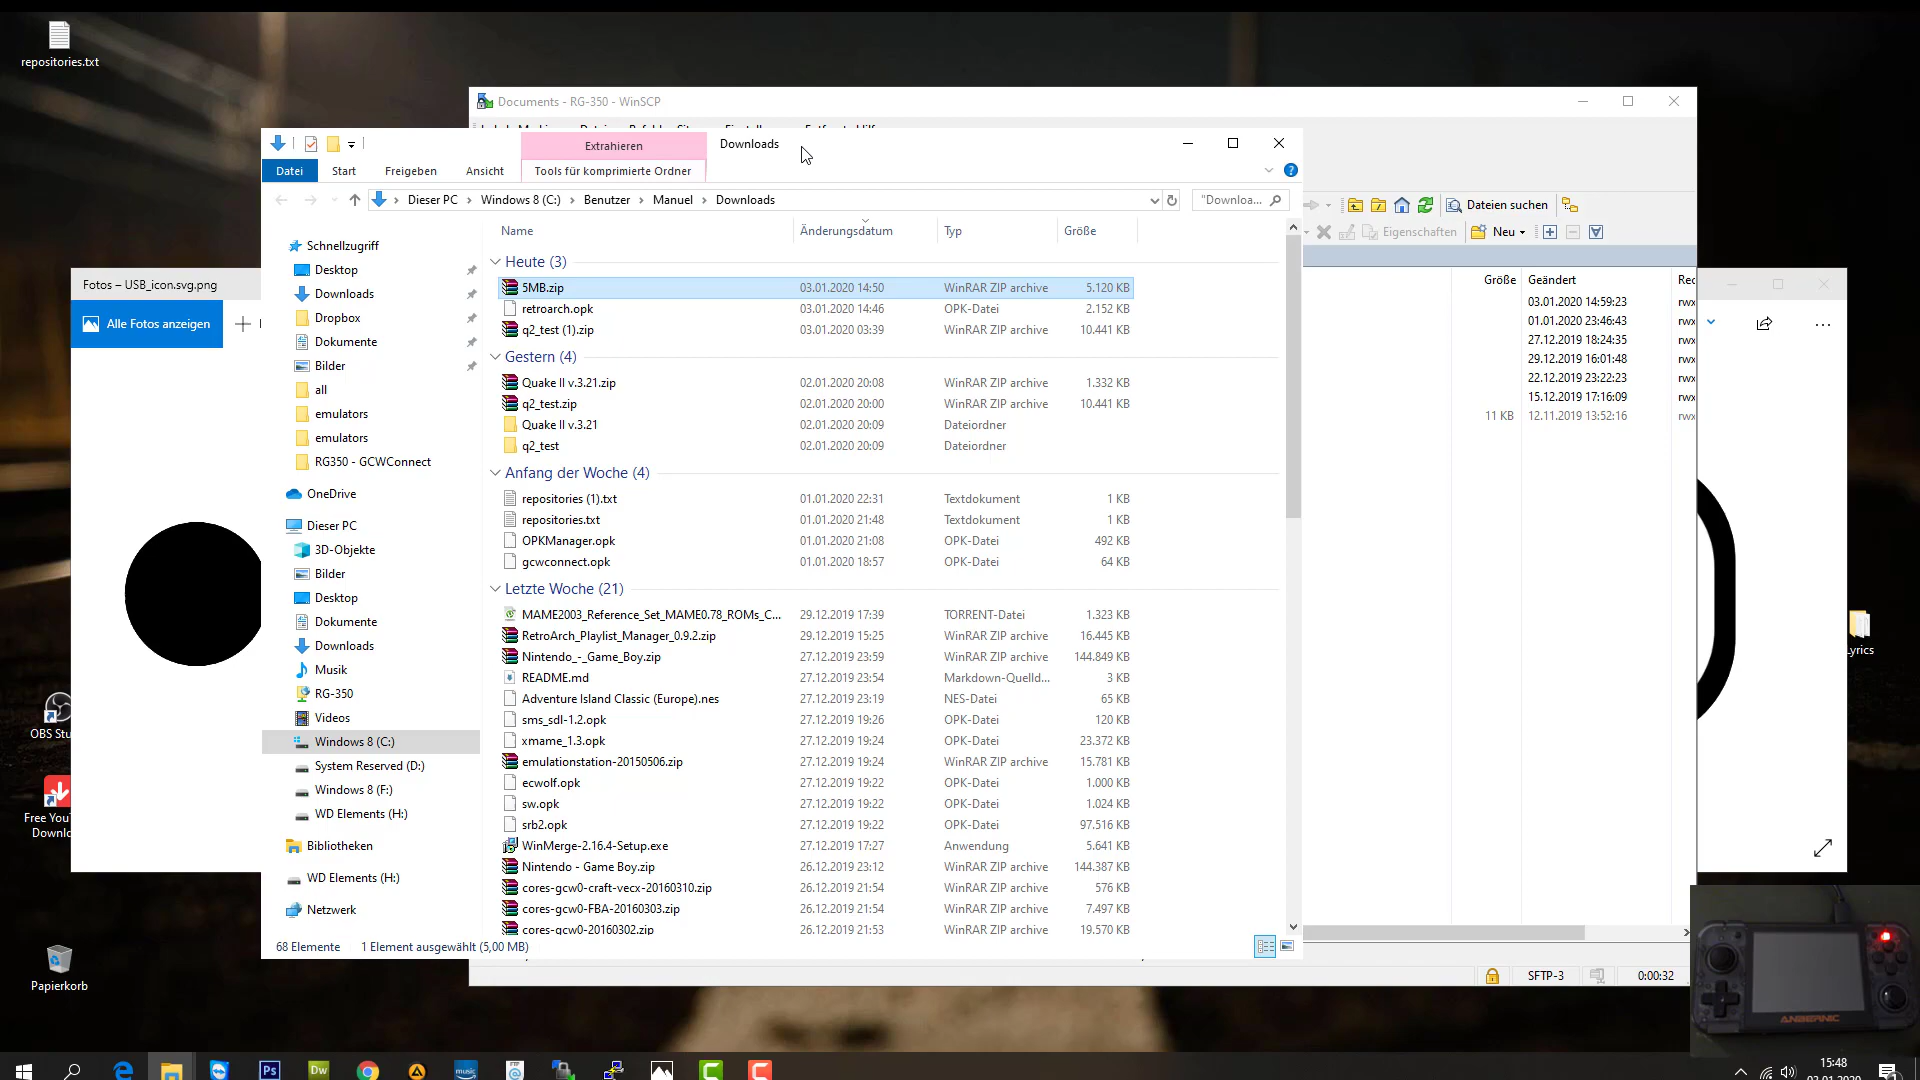 repositories.txt
Documents - RG-350 - WinSCP
Extrahieren
Downloads
Datei
Start
Freigeben
Ansicht
Tools für komprimierte Ordner
Dieser PC
Windows 8 (C:)
Benutzer
Manuel
Downloads
"Downloa...
Dateien suchen
Eigenschaften
Neu
Name
Änderungsdatum
Typ
Größe
Schnellzugriff
Desktop
Downloads
Dropbox
Dokumente
Bilder
all
emulators
emulators
RG350 - GCWConnect
OneDrive
Dieser PC
3D-Objekte
Bilder
Desktop
Dokumente
Downloads
Musik
RG-350
Videos
Windows 8 (C:)
System Reserved (D:)
Windows 8 (F:)
WD Elements (H:)
Bibliotheken
WD Elements (H:)
Netzwerk
Heute (3)
5MB.zip 03.01.2020 14:50 WinRAR ZIP archive 5.120 KB
retroarch.opk 03.01.2020 14:46 OPK-Datei 2.152 KB
q2_test (1).zip 03.01.2020 03:39 WinRAR ZIP archive 10.441 KB
Gestern (4)
Quake II v.3.21.zip 02.01.2020 20:08 WinRAR ZIP archive 1.332 KB
q2_test.zip 02.01.2020 20:00 WinRAR ZIP archive 10.441 KB
Quake II v.3.21 02.01.2020 20:09 Dateiordner
q2_test 02.01.2020 20:09 Dateiordner
Anfang der Woche (4)
repositories (1).txt 01.01.2020 22:31 Textdokument 1 KB
repositories.txt 01.01.2020 21:48 Textdokument 1 KB
OPKManager.opk 01.01.2020 21:08 OPK-Datei 492 KB
gcwconnect.opk 01.01.2020 18:57 OPK-Datei 64 KB
Letzte Woche (21)
MAME2003_Reference_Set_MAME0.78_ROMs_C... 29.12.2019 17:39 TORRENT-Datei 1.323 KB
RetroArch_Playlist_Manager_0.9.2.zip 29.12.2019 15:25 WinRAR ZIP archive 16.445 KB
Nintendo_-_Game_Boy.zip 27.12.2019 23:59 WinRAR ZIP archive 144.849 KB
README.md 27.12.2019 23:54 Markdown-Quelld... 3 KB
Adventure Island Classic (Europe).nes 27.12.2019 23:19 NES-Datei 65 KB
sms_sdl-1.2.opk 27.12.2019 19:26 OPK-Datei 120 KB
xmame_1.3.opk 27.12.2019 19:24 OPK-Datei 23.372 KB
emulationstation-20150506.zip 27.12.2019 19:24 WinRAR ZIP archive 15.781 KB
ecwolf.opk 27.12.2019 19:22 OPK-Datei 1.000 KB
sw.opk 27.12.2019 19:22 OPK-Datei 1.024 KB
srb2.opk 27.12.2019 19:22 OPK-Datei 97.516 KB
WinMerge-2.16.4-Setup.exe 27.12.2019 17:27 Anwendung 5.641 KB
Nintendo - Game Boy.zip 26.12.2019 23:12 WinRAR ZIP archive 144.387 KB
cores-gcw0-craft-vecx-20160310.zip 26.12.2019 21:54 WinRAR ZIP archive 576 KB
cores-gcw0-FBA-20160303.zip 26.12.2019 21:54 WinRAR ZIP archive 7.497 KB
cores-gcw0-20160302.zip 26.12.2019 21:53 WinRAR ZIP archive 19.570 KB
68 Elemente 1 Element ausgewählt (5,00 MB)
Größe Geändert Rec
03.01.2020 14:59:23 rwx
01.01.2020 23:46:43 rwx
27.12.2019 18:24:35 rwx
29.12.2019 16:01:48 rwx
22.12.2019 23:22:23 rwx
15.12.2019 17:16:09 rwx
11 KB 12.11.2019 13:52:16 rwx
SFTP-3
0:00:32
Fotos – USB_icon.svg.png
Alle Fotos anzeigen
OBS Stu
Free You
Downlo
Papierkorb
Lyrics
ANBERNIC
Ps
Dw
music
FTP
15:48